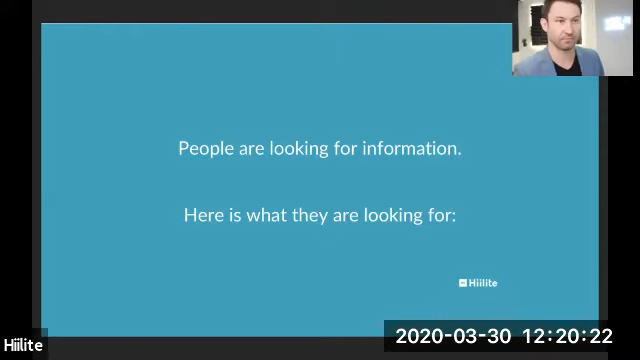 People are looking for information.
Here is what they are looking for:
Hiilite
Hiilite
2020-03-30 12:20:22